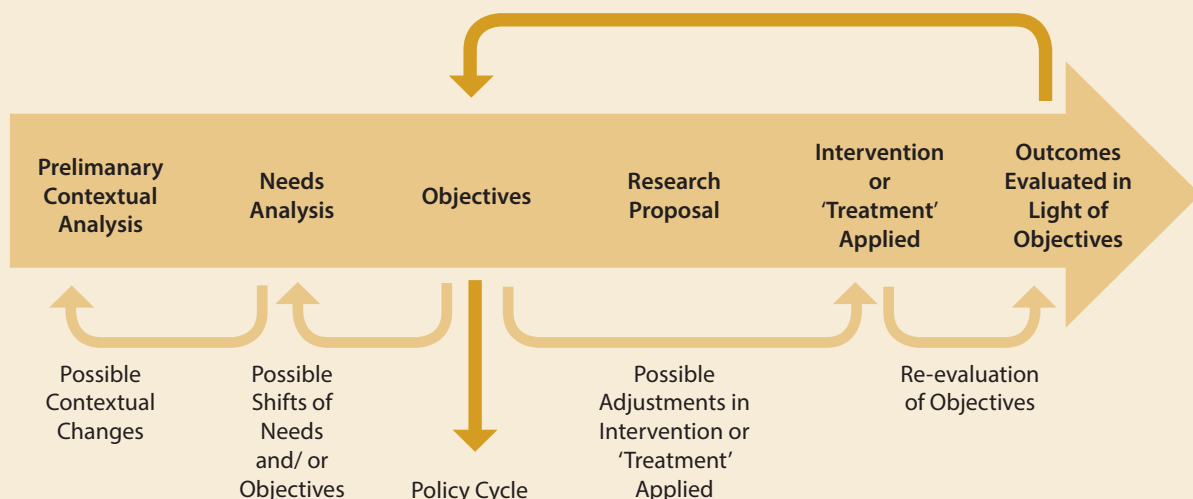 Prelimanary
Contextual
Analysis
Needs
Analysis
Objectives
Research
Proposal
Intervention
or
‘Treatment’
Applied
Outcomes
Evaluated in
Light of
Objectives
Possible
Contextual
Changes
Possible
Shifts of
Needs
and/ or
Objectives
Policy Cycle
Possible
Adjustments in
Intervention or
‘Treatment’
Applied
Re-evaluation
of Objectives